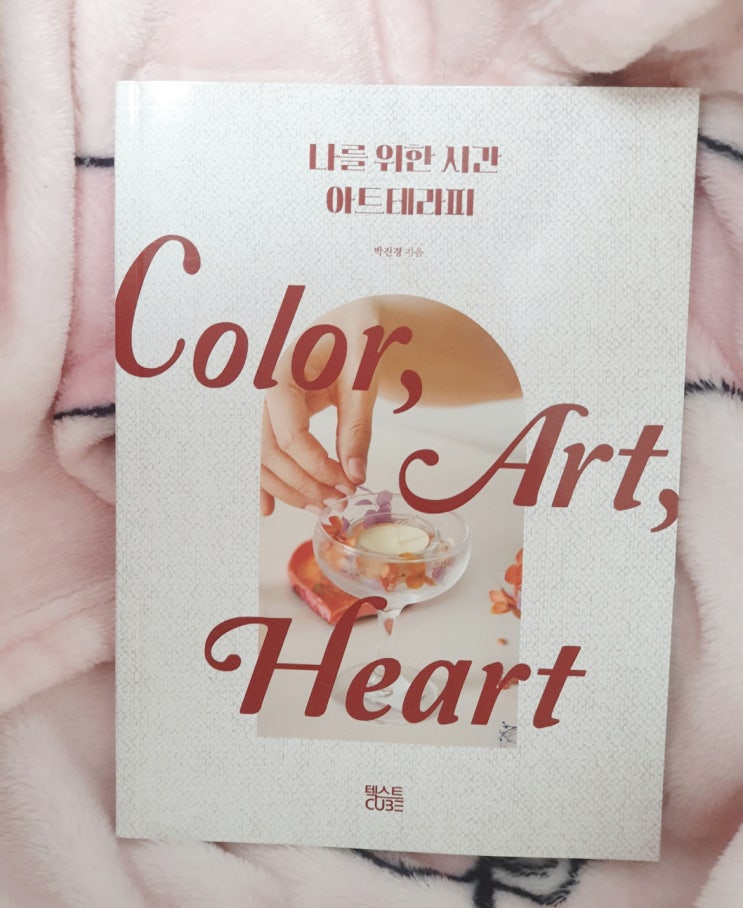 나를 위한 시간
아트테라피
박진경 지음
Color,
Art,
Heart
텍스트
CUBE